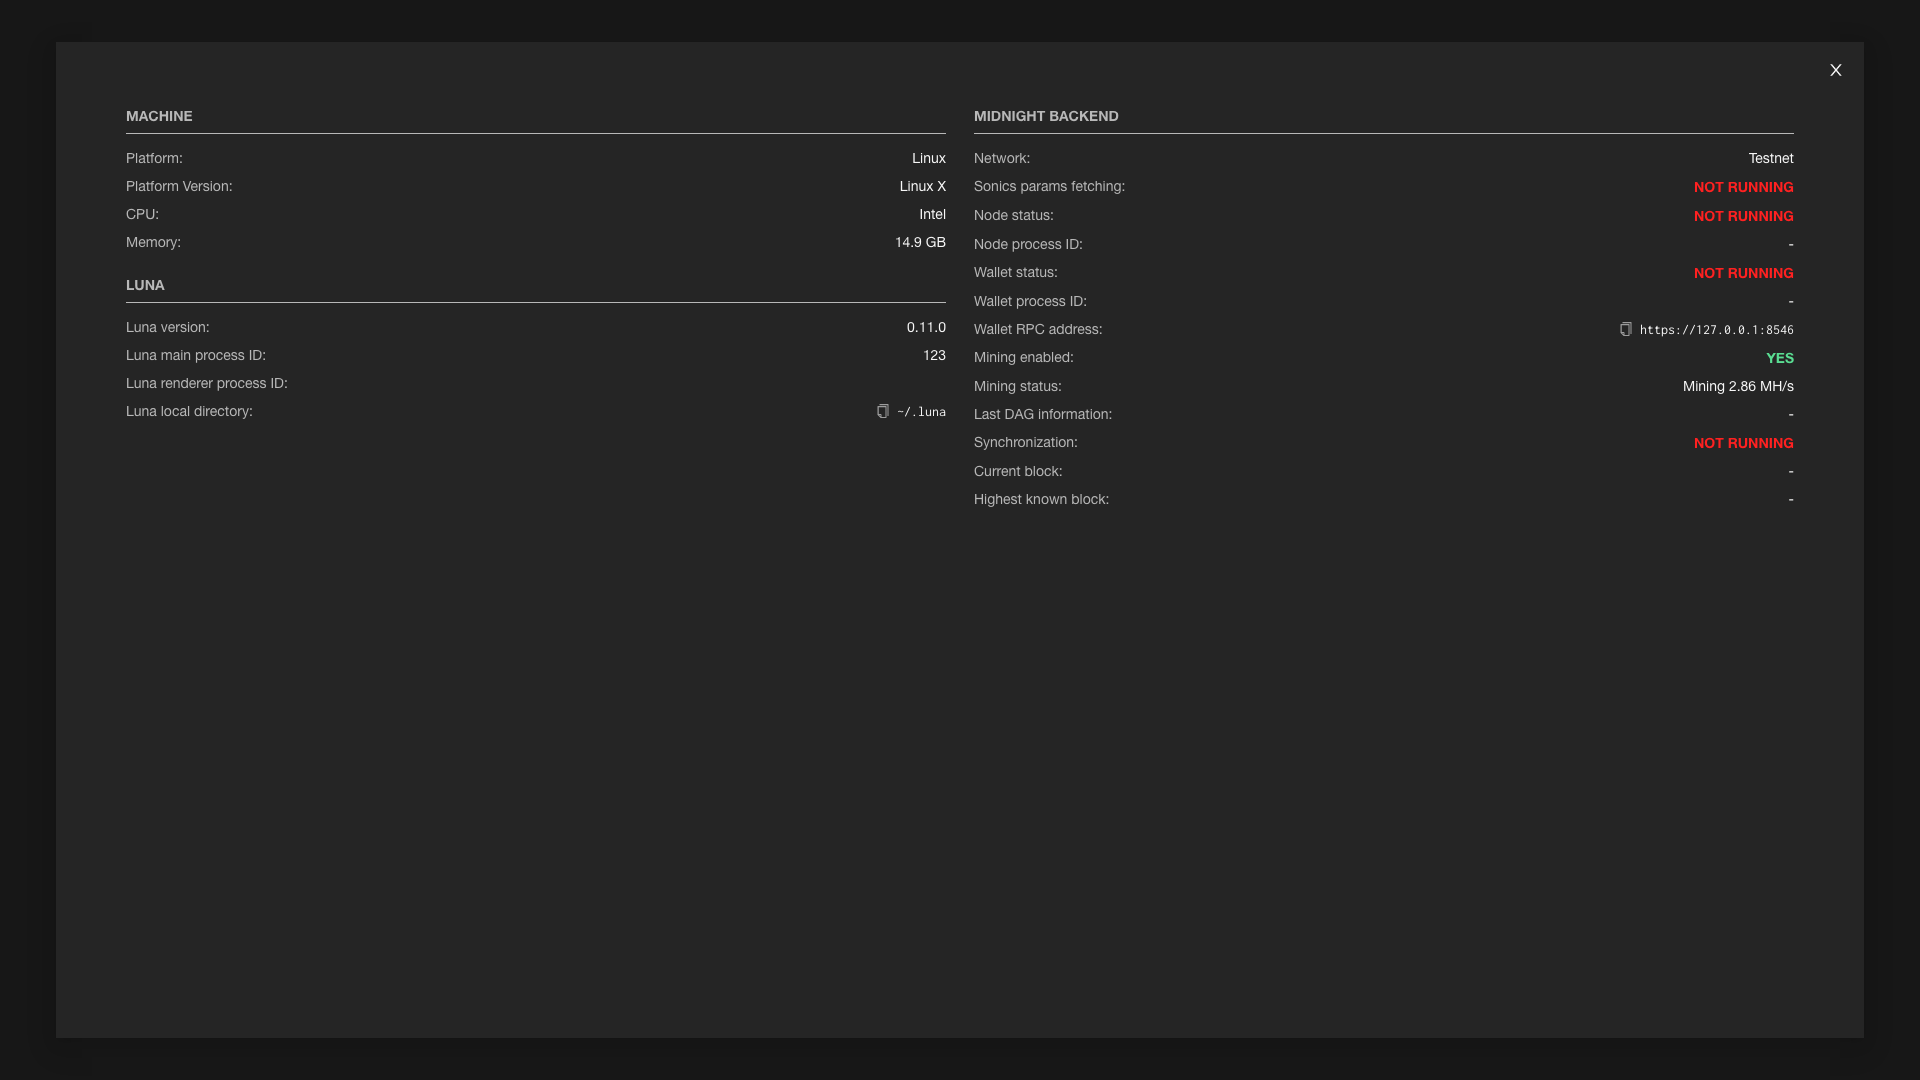 X
MACHINE
Platform: Linux
Platform Version: Linux X
CPU: Intel
Memory: 14.9 GB
LUNA
Luna version: 0.11.0
Luna main process ID: 123
Luna renderer process ID:
Luna local directory: ~/.luna
MIDNIGHT BACKEND
Network: Testnet
Sonics params fetching: NOT RUNNING
Node status: NOT RUNNING
Node process ID: -
Wallet status: NOT RUNNING
Wallet process ID: -
Wallet RPC address: https://127.0.0.1:8546
Mining enabled: YES
Mining status: Mining 2.86 MH/s
Last DAG information: -
Synchronization: NOT RUNNING
Current block: -
Highest known block: -